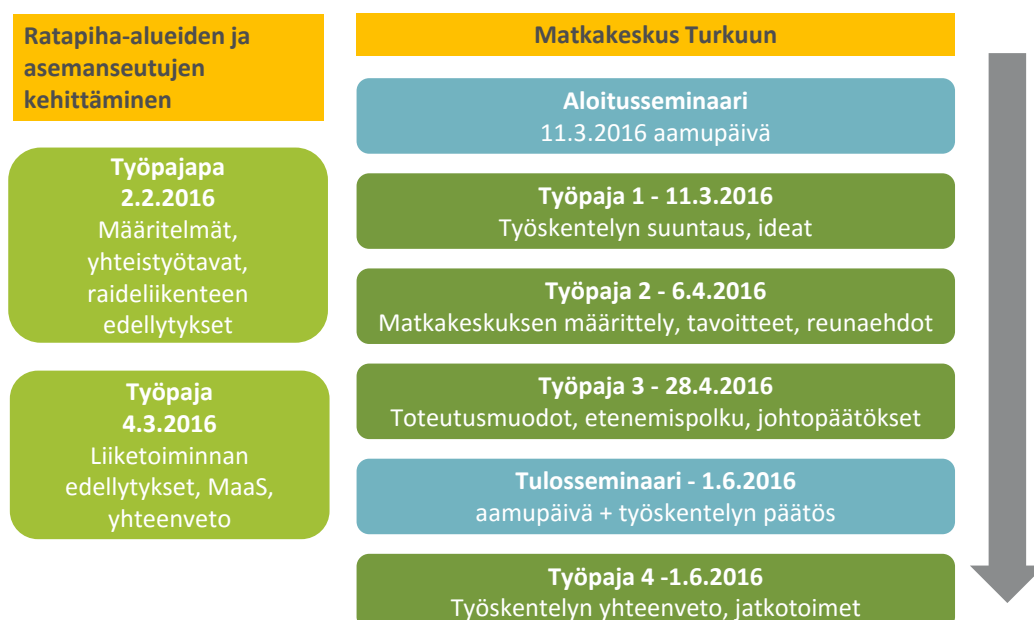 Ratapiha-alueiden ja
asemanseutujen
kehittäminen
Työpajapa
2.2.2016
Määritelmät,
yhteistyötavat,
raideliikenteen
edellytykset
Työpaja
4.3.2016
Liiketoiminnan
edellytykset, MaaS,
yhteenveto
Matkakeskus Turkuun
Aloitusseminaari
11.3.2016 aamupäivä
Työpaja 1 - 11.3.2016
Työskentelyn suuntaus, ideat
Työpaja 2 - 6.4.2016
Matkakeskuksen määrittely, tavoitteet, reunaehdot
Työpaja 3 - 28.4.2016
Toteutusmuodot, etenemispolku, johtopäätökset
Tulosseminaari - 1.6.2016
aamupäivä + työskentelyn päätös
Työpaja 4 -1.6.2016
Työskentelyn yhteenveto, jatkotoimet